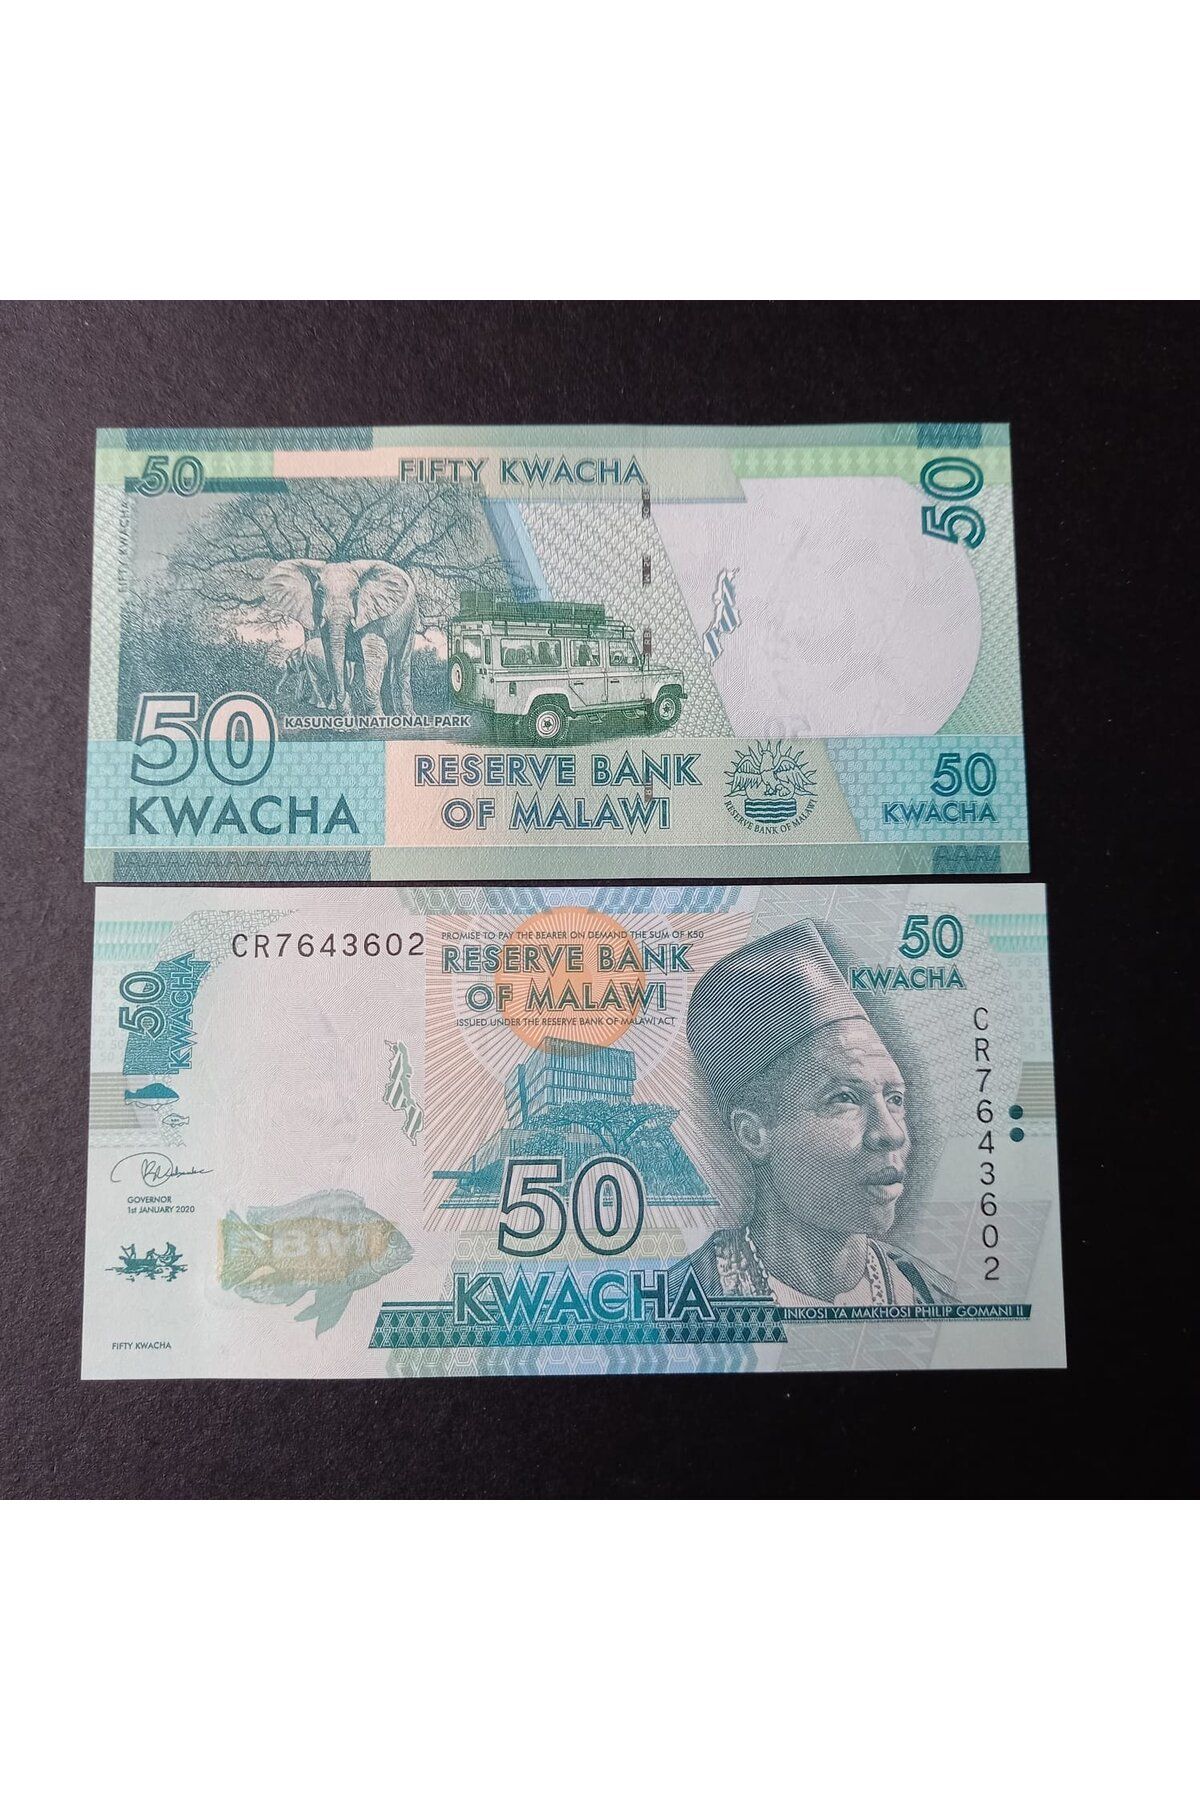 50
FIFTY KWACHA
50
FIFTY KWACHA
KASUNGU NATIONAL PARK
50
KWACHA
RESERVE BANK
OF MALAWI
RESERVE BANK OF MALAWI
50
KWACHA
CR7643602
PROMISE TO PAY THE BEARER ON DEMAND THE SUM OF K50
RESERVE BANK
OF MALAWI
ISSUED UNDER THE RESERVE BANK OF MALAWI ACT
50
KWACHA
50
KWACHA
CR7643602
GOVERNOR
1st JANUARY 2020
RBM
50
KWACHA
INKOSI YA MAKHOSI PHILIP GOMANI II
FIFTY KWACHA